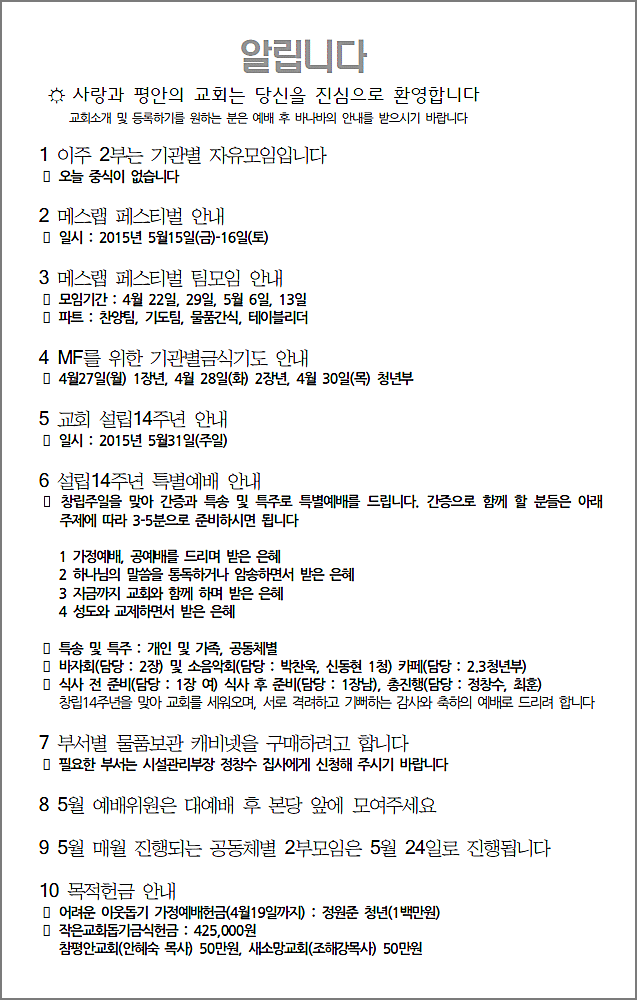 알립니다
☼ 사랑과 평안의 교회는 당신을 진심으로 환영합니다
교회소개 및 등록하기를 원하는 분은 예배 후 바나바의 안내를 받으시기 바랍니다
1 이주 2부는 기관별 자유모임입니다
▯ 오늘 중식이 없습니다
2 메스랩 페스티벌 안내
▯ 일시 : 2015년 5월15일(금)-16일(토)
3 메스랩 페스티벌 팀모임 안내
▯ 모임기간 : 4월 22일, 29일, 5월 6일, 13일
▯ 파트 : 찬양팀, 기도팀, 물품간식, 테이블리더
4 MF를 위한 기관별금식기도 안내
▯ 4월27일(월) 1장년, 4월 28일(화) 2장년, 4월 30일(목) 청년부
5 교회 설립14주년 안내
▯ 일시 : 2015년 5월31일(주일)
6 설립14주년 특별예배 안내
▯ 창립주일을 맞아 간증과 특송 및 특주로 특별예배를 드립니다. 간증으로 함께 할 분들은 아래
주제에 따라 3-5분으로 준비하시면 됩니다
1 가정예배, 공예배를 드리며 받은 은혜
2 하나님의 말씀을 통독하거나 암송하면서 받은 은혜
3 지금까지 교회와 함께 하며 받은 은혜
4 성도와 교제하면서 받은 은혜
▯ 특송 및 특주 : 개인 및 가족, 공동체별
▯ 바자회(담당 : 2장) 및 소음악회(담당 : 박찬욱, 신동현 1청) 카페(담당 : 2.3청년부)
▯ 식사 전 준비(담당 : 1장 여) 식사 후 준비(담당 : 1장남), 총진행(담당 : 정창수, 최훈)
창립14주년을 맞아 교회를 세워오며, 서로 격려하고 기뻐하는 감사와 축하의 예배로 드리려 합니다
7 부서별 물품보관 캐비넷을 구매하려고 합니다
▯ 필요한 부서는 시설관리부장 정창수 집사에게 신청해 주시기 바랍니다
8 5월 예배위원은 대예배 후 본당 앞에 모여주세요
9 5월 매월 진행되는 공동체별 2부모임은 5월 24일로 진행됩니다
10 목적헌금 안내
▯ 어려운 이웃돕기 가정예배헌금(4월19일까지) : 정원준 청년(1백만원)
▯ 작은교회돕기금식헌금 : 425,000원
참평안교회(안혜숙 목사) 50만원, 새소망교회(조해강목사) 50만원